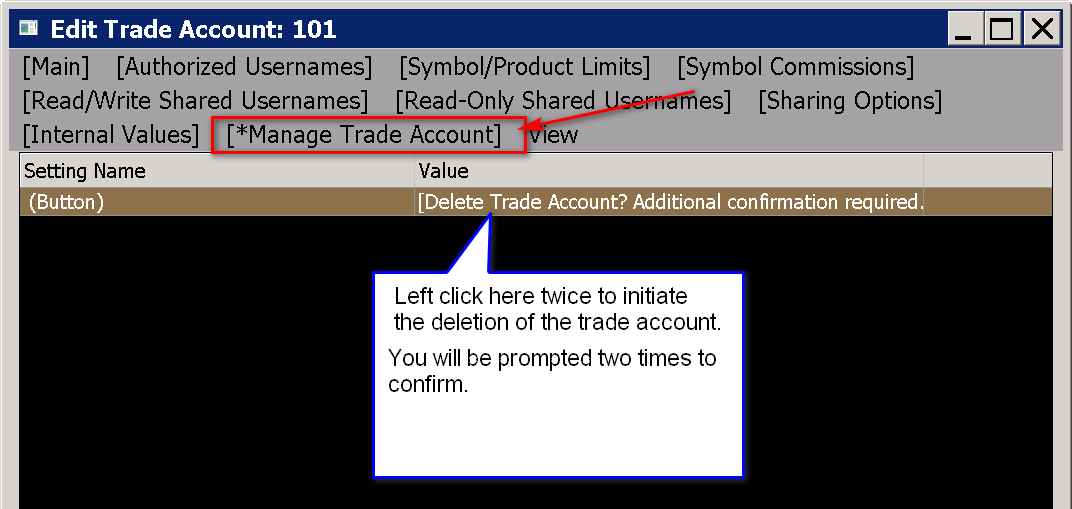 Edit Trade Account: 101
[Main] [Authorized Usernames] [Symbol/Product Limits] [Symbol Commissions]
[Read/Write Shared Usernames] [Read-Only Shared Usernames] [Sharing Options]
[Internal Values] [*Manage Trade Account] View
Setting Name Value
(Button) [Delete Trade Account? Additional confirmation required.
Left click here twice to initiate
the deletion of the trade account.
You will be prompted two times to
confirm.